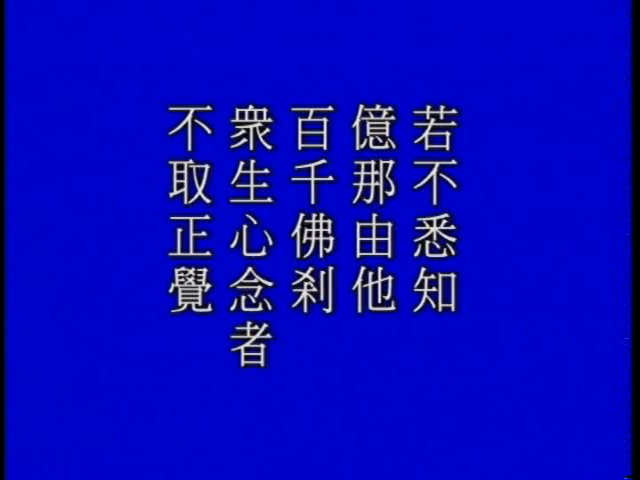 若不悉知
億那由他
百千佛剎
眾生心念者
不取正覺